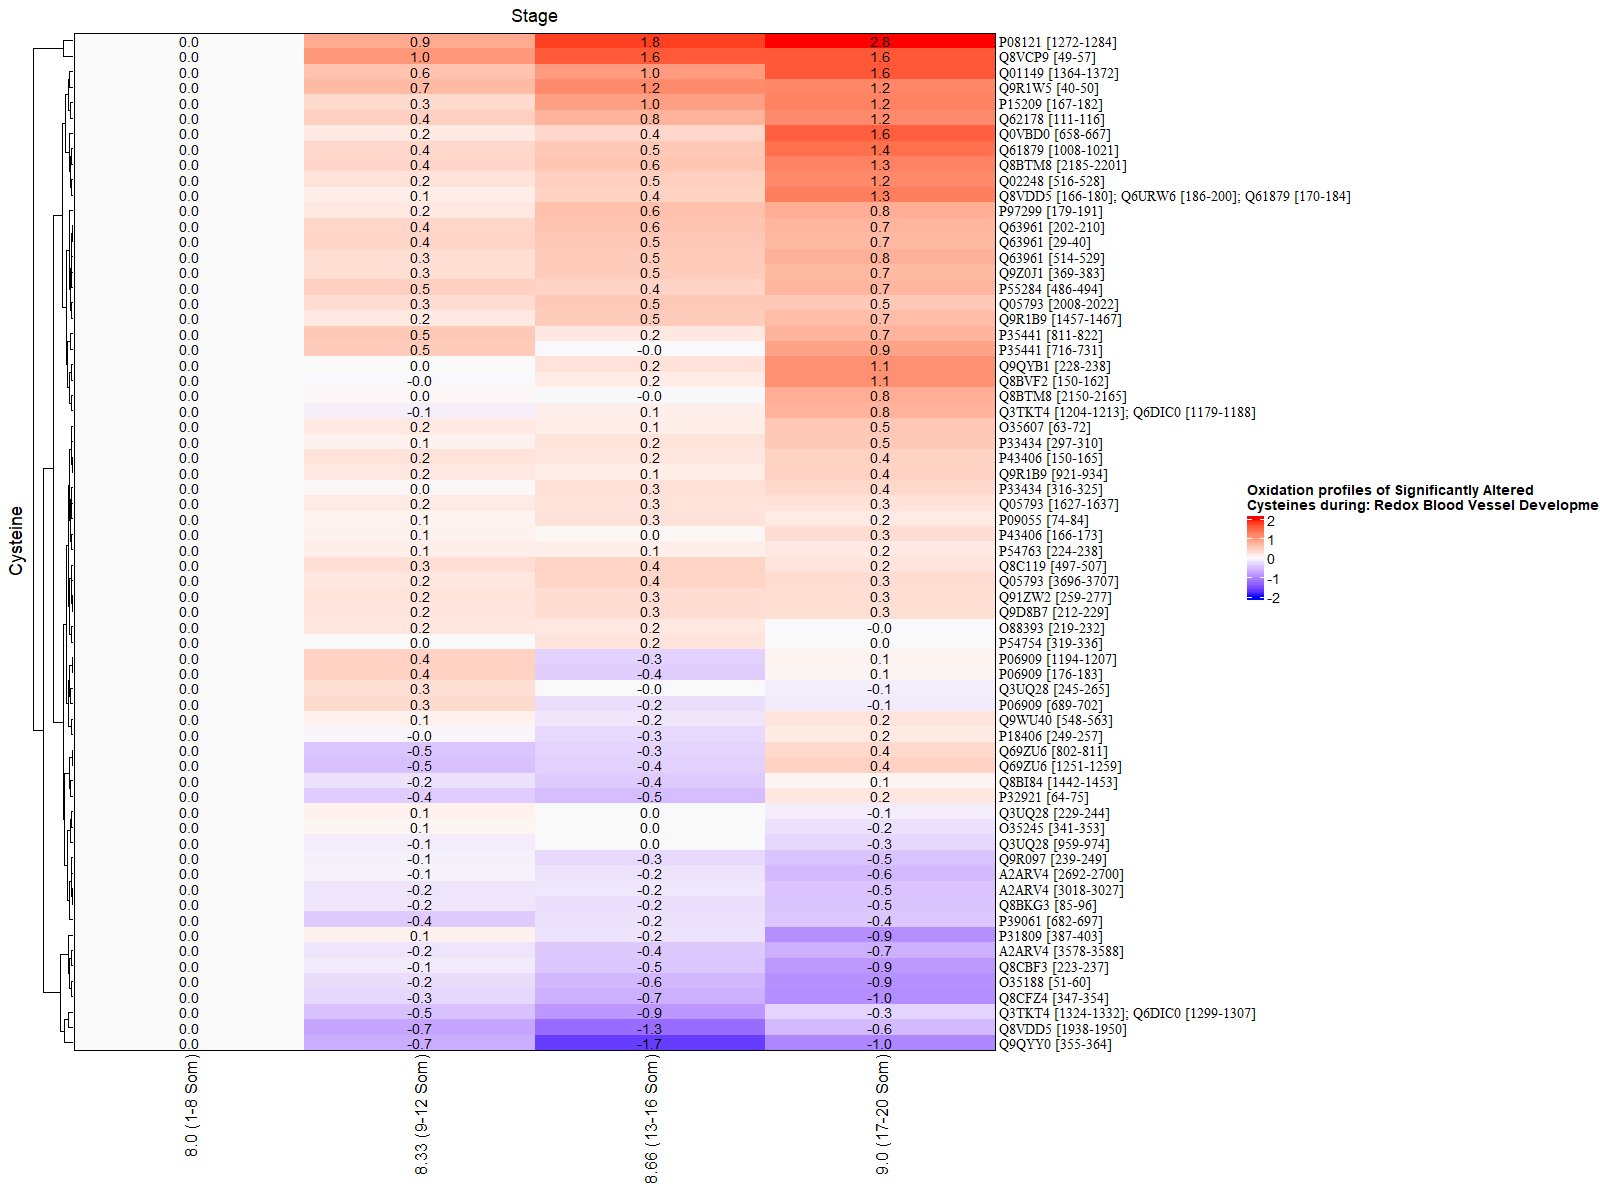 Stage
0.0 0.9 1.8 2.8 P08121 [1272-1284]
0.0 1.0 1.6 1.6 Q8VCP9 [49-57]
0.0 0.6 1.0 1.6 Q01149 [1364-1372]
0.0 0.7 1.2 1.2 Q9R1W5 [40-50]
0.0 0.3 1.0 1.2 P15209 [167-182]
0.0 0.4 0.8 1.2 Q62178 [111-116]
0.0 0.2 0.4 1.6 Q0VBD0 [658-667]
0.0 0.4 0.5 1.4 Q61879 [1008-1021]
0.0 0.4 0.6 1.3 Q8BTM8 [2185-2201]
0.0 0.2 0.5 1.2 Q02248 [516-528]
0.0 0.1 0.4 1.3 Q8VDD5 [166-180]; Q6URW6 [186-200]; Q61879 [170-184]
0.0 0.2 0.6 0.8 P97299 [179-191]
0.0 0.4 0.6 0.7 Q63961 [202-210]
0.0 0.4 0.5 0.7 Q63961 [29-40]
0.0 0.3 0.5 0.8 Q63961 [514-529]
0.0 0.3 0.5 0.7 Q9Z0J1 [369-383]
0.0 0.5 0.4 0.7 P55284 [486-494]
0.0 0.3 0.5 0.5 Q05793 [2008-2022]
0.0 0.2 0.5 0.7 Q9R1B9 [1457-1467]
0.0 0.5 0.2 0.7 P35441 [811-822]
0.0 0.5 -0.0 0.9 P35441 [716-731]
0.0 0.0 0.2 1.1 Q9QYB1 [228-238]
0.0 -0.0 0.2 1.1 Q8BVF2 [150-162]
0.0 0.0 -0.0 0.8 Q8BTM8 [2150-2165]
0.0 -0.1 0.1 0.8 Q3TKT4 [1204-1213]; Q6DIC0 [1179-1188]
0.0 0.2 0.1 0.5 O35607 [63-72]
0.0 0.1 0.2 0.5 P33434 [297-310]
0.0 0.2 0.2 0.4 P43406 [150-165]
0.0 0.2 0.1 0.4 Q9R1B9 [921-934]
0.0 0.0 0.3 0.4 P33434 [316-325]
0.0 0.2 0.3 0.3 Q05793 [1627-1637]
0.0 0.1 0.3 0.2 P09055 [74-84]
0.0 0.1 0.0 0.3 P43406 [166-173]
0.0 0.1 0.1 0.2 P54763 [224-238]
0.0 0.3 0.4 0.2 Q8C119 [497-507]
0.0 0.2 0.4 0.3 Q05793 [3696-3707]
0.0 0.2 0.3 0.3 Q91ZW2 [259-277]
0.0 0.2 0.3 0.3 Q9D8B7 [212-229]
0.0 0.2 0.2 -0.0 O88393 [219-232]
0.0 0.0 0.2 0.0 P54754 [319-336]
0.0 0.4 -0.3 0.1 P06909 [1194-1207]
0.0 0.4 -0.4 0.1 P06909 [176-183]
0.0 0.3 -0.0 -0.1 Q3UQ28 [245-265]
0.0 0.3 -0.2 -0.1 P06909 [689-702]
0.0 0.1 -0.2 0.2 Q9WU40 [548-563]
0.0 -0.0 -0.3 0.2 P18406 [249-257]
0.0 -0.5 -0.3 0.4 Q69ZU6 [802-811]
0.0 -0.5 -0.4 0.4 Q69ZU6 [1251-1259]
0.0 -0.2 -0.4 0.1 Q8BI84 [1442-1453]
0.0 -0.4 -0.5 0.2 P32921 [64-75]
0.0 0.1 0.0 -0.1 Q3UQ28 [229-244]
0.0 0.1 0.0 -0.2 O35245 [341-353]
0.0 -0.1 0.0 -0.3 Q3UQ28 [959-974]
0.0 -0.1 -0.3 -0.5 Q9R097 [239-249]
0.0 -0.1 -0.2 -0.6 A2ARV4 [2692-2700]
0.0 -0.2 -0.2 -0.5 A2ARV4 [3018-3027]
0.0 -0.2 -0.2 -0.5 Q8BKG3 [85-96]
0.0 -0.4 -0.2 -0.4 P39061 [682-697]
0.0 0.1 -0.2 -0.9 P31809 [387-403]
0.0 -0.2 -0.4 -0.7 A2ARV4 [3578-3588]
0.0 -0.1 -0.5 -0.9 Q8CBF3 [223-237]
0.0 -0.2 -0.6 -0.9 O35188 [51-60]
0.0 -0.3 -0.7 -1.0 Q8CFZ4 [347-354]
0.0 -0.5 -0.9 -0.3 Q3TKT4 [1324-1332]; Q6DIC0 [1299-1307]
0.0 -0.7 -1.3 -0.6 Q8VDD5 [1938-1950]
0.0 -0.7 -1.7 -1.0 Q9QYY0 [355-364]
Cysteine
8.0 (1-8 Som)
8.33 (9-12 Som)
8.66 (13-16 Som)
9.0 (17-20 Som)
Oxidation profiles of Significantly Altered
Cysteines during: Redox Blood Vessel Developme
2
1
0
-1
-2